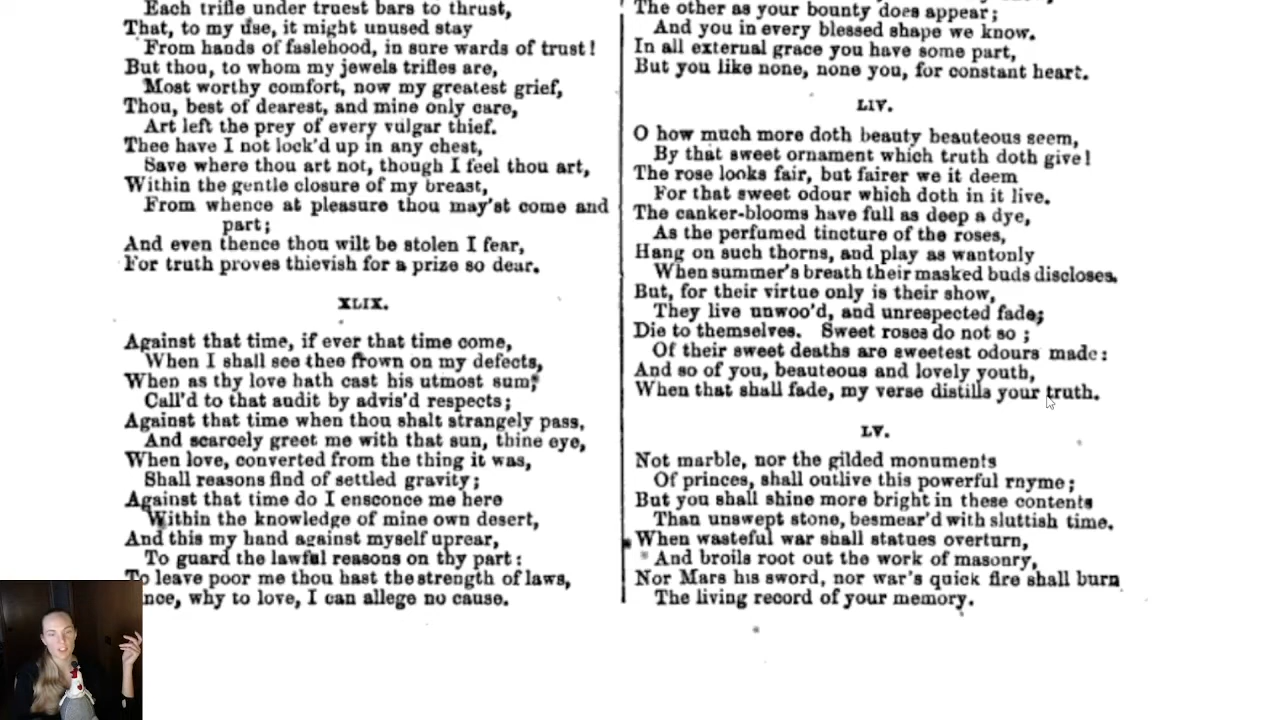 Each trifle under truest bars to thrust,
That, to my use, it might unused stay
From hands of faslehood, in sure wards of trust!
But thou, to whom my jewels trifles are,
Most worthy comfort, now my greatest grief,
Thou, best of dearest, and mine only care,
Art left the prey of every vulgar thief.
Thee have I not lock'd up in any chest,
Save where thou art not, though I feel thou art,
Within the gentle closure of my breast,
From whence at pleasure thou may'st come and
part;
And even thence thou wilt be stolen I fear,
For truth proves thievish for a prize so dear.
XLIX.
Against that time, if ever that time come,
When I shall see thee frown on my defects,
When as thy love hath cast his utmost sum,
Call'd to that audit by advis'd respects;
Against that time when thou shalt strangely pass,
And scarcely greet me with that sun, thine eye,
When love, converted from the thing it was,
Shall reasons find of settled gravity;
Against that time do I ensconce me here
Within the knowledge of mine own desert,
And this my hand against myself uprear,
To guard the lawful reasons on thy part:
To leave poor me thou hast the strength of laws,
why to love, I can allege no cause.
The other as your bounty does appear;
And you in every blessed shape we know.
In all external grace you have some part,
But you like none, none you, for constant heart.
LIV.
O how much more doth beauty beauteous seem,
By that sweet ornament which truth doth give!
The rose looks fair, but fairer we it deem
For that sweet odour which doth in it live.
The canker-blooms have full as deep a dye,
As the perfumed tincture of the roses,
Hang on such thorns, and play as wantonly
When summer's breath their masked buds discloses.
But, for their virtue only is their show,
They live unwoo'd, and unrespected fade;
Die to themselves. Sweet roses do not so;
Of their sweet deaths are sweetest odours made:
And so of you, beauteous and lovely youth,
When that shall fade, my verse distills your truth.
LV.
Not marble, nor the gilded monuments
Of princes, shall outlive this powerful rhyme;
But you shall shine more bright in these contents
Than unswept stone, besmear'd with sluttish time.
When wasteful war shall statues overturn,
And broils root out the work of masonry,
Nor Mars his sword, nor war's quick fire shall burn
The living record of your memory.